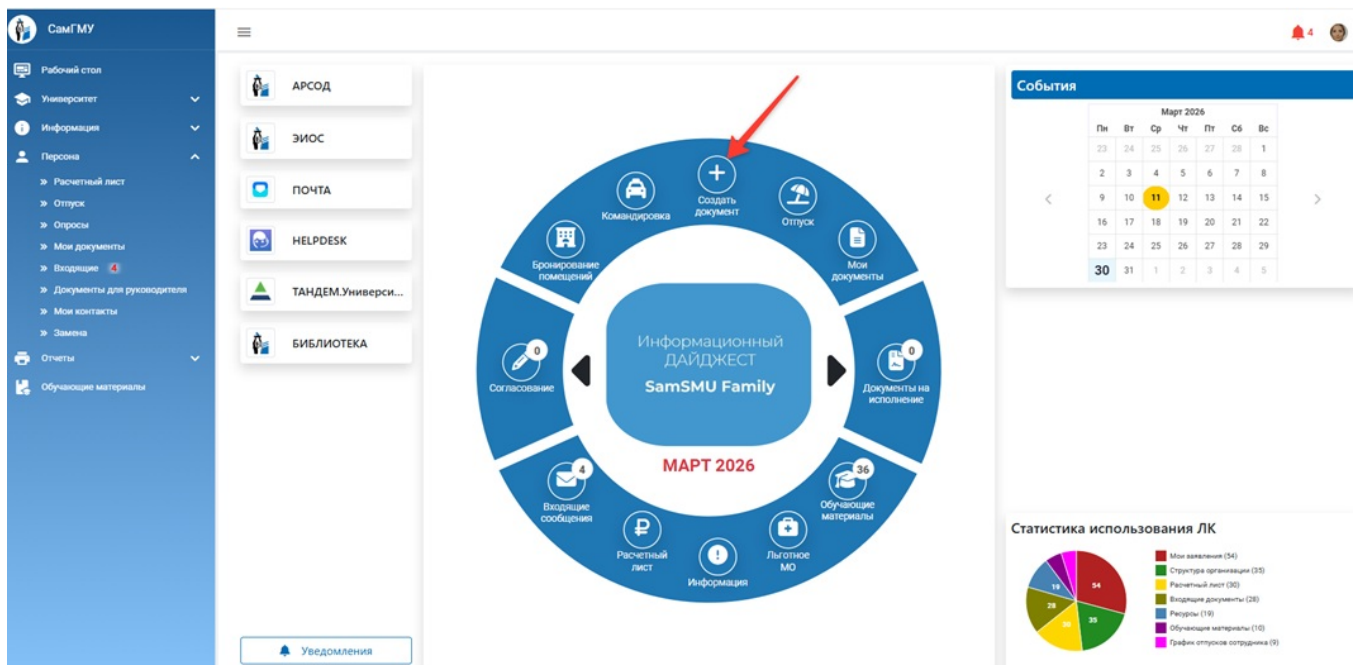 СамГМУ
4
Рабочий стол
Университет
Информация
Персона
» Расчетный лист
» Отпуск
» Опросы
» Мои документы
» Входящие 4
» Документы для руководителя
» Мои контакты
» Замена
Отчеты
Обучающие материалы
АРСОД
ЭИОС
ПОЧТА
HELPDESK
ТАНДЕМ.Универси...
БИБЛИОТЕКА
Уведомления
Создать
документ
Командировка
Отпуск
Бронирование
помещений
Мои
документы
Согласование
0
Информационный
ДАЙДЖЕСТ
SamSMU Family
0
Документы на
исполнение
МАРТ 2026
4
Входящие
сообщения
36
Обучающие
материалы
Расчетный
лист
Льготное
МО
Информация
События
Март 2026
Пн Вт Ср Чт Пт Сб Вс
23 24 25 26 27 28 1
2 3 4 5 6 7 8
9 10 11 12 13 14 15
16 17 18 19 20 21 22
23 24 25 26 27 28 29
30 31 1 2 3 4 5
Статистика использования ЛК
54
35
30
28
19
Мои заявления (54)
Структура организации (35)
Расчетный лист (30)
Входящие документы (28)
Ресурсы (19)
Обучающие материалы (10)
График отпусков сотрудника (9)